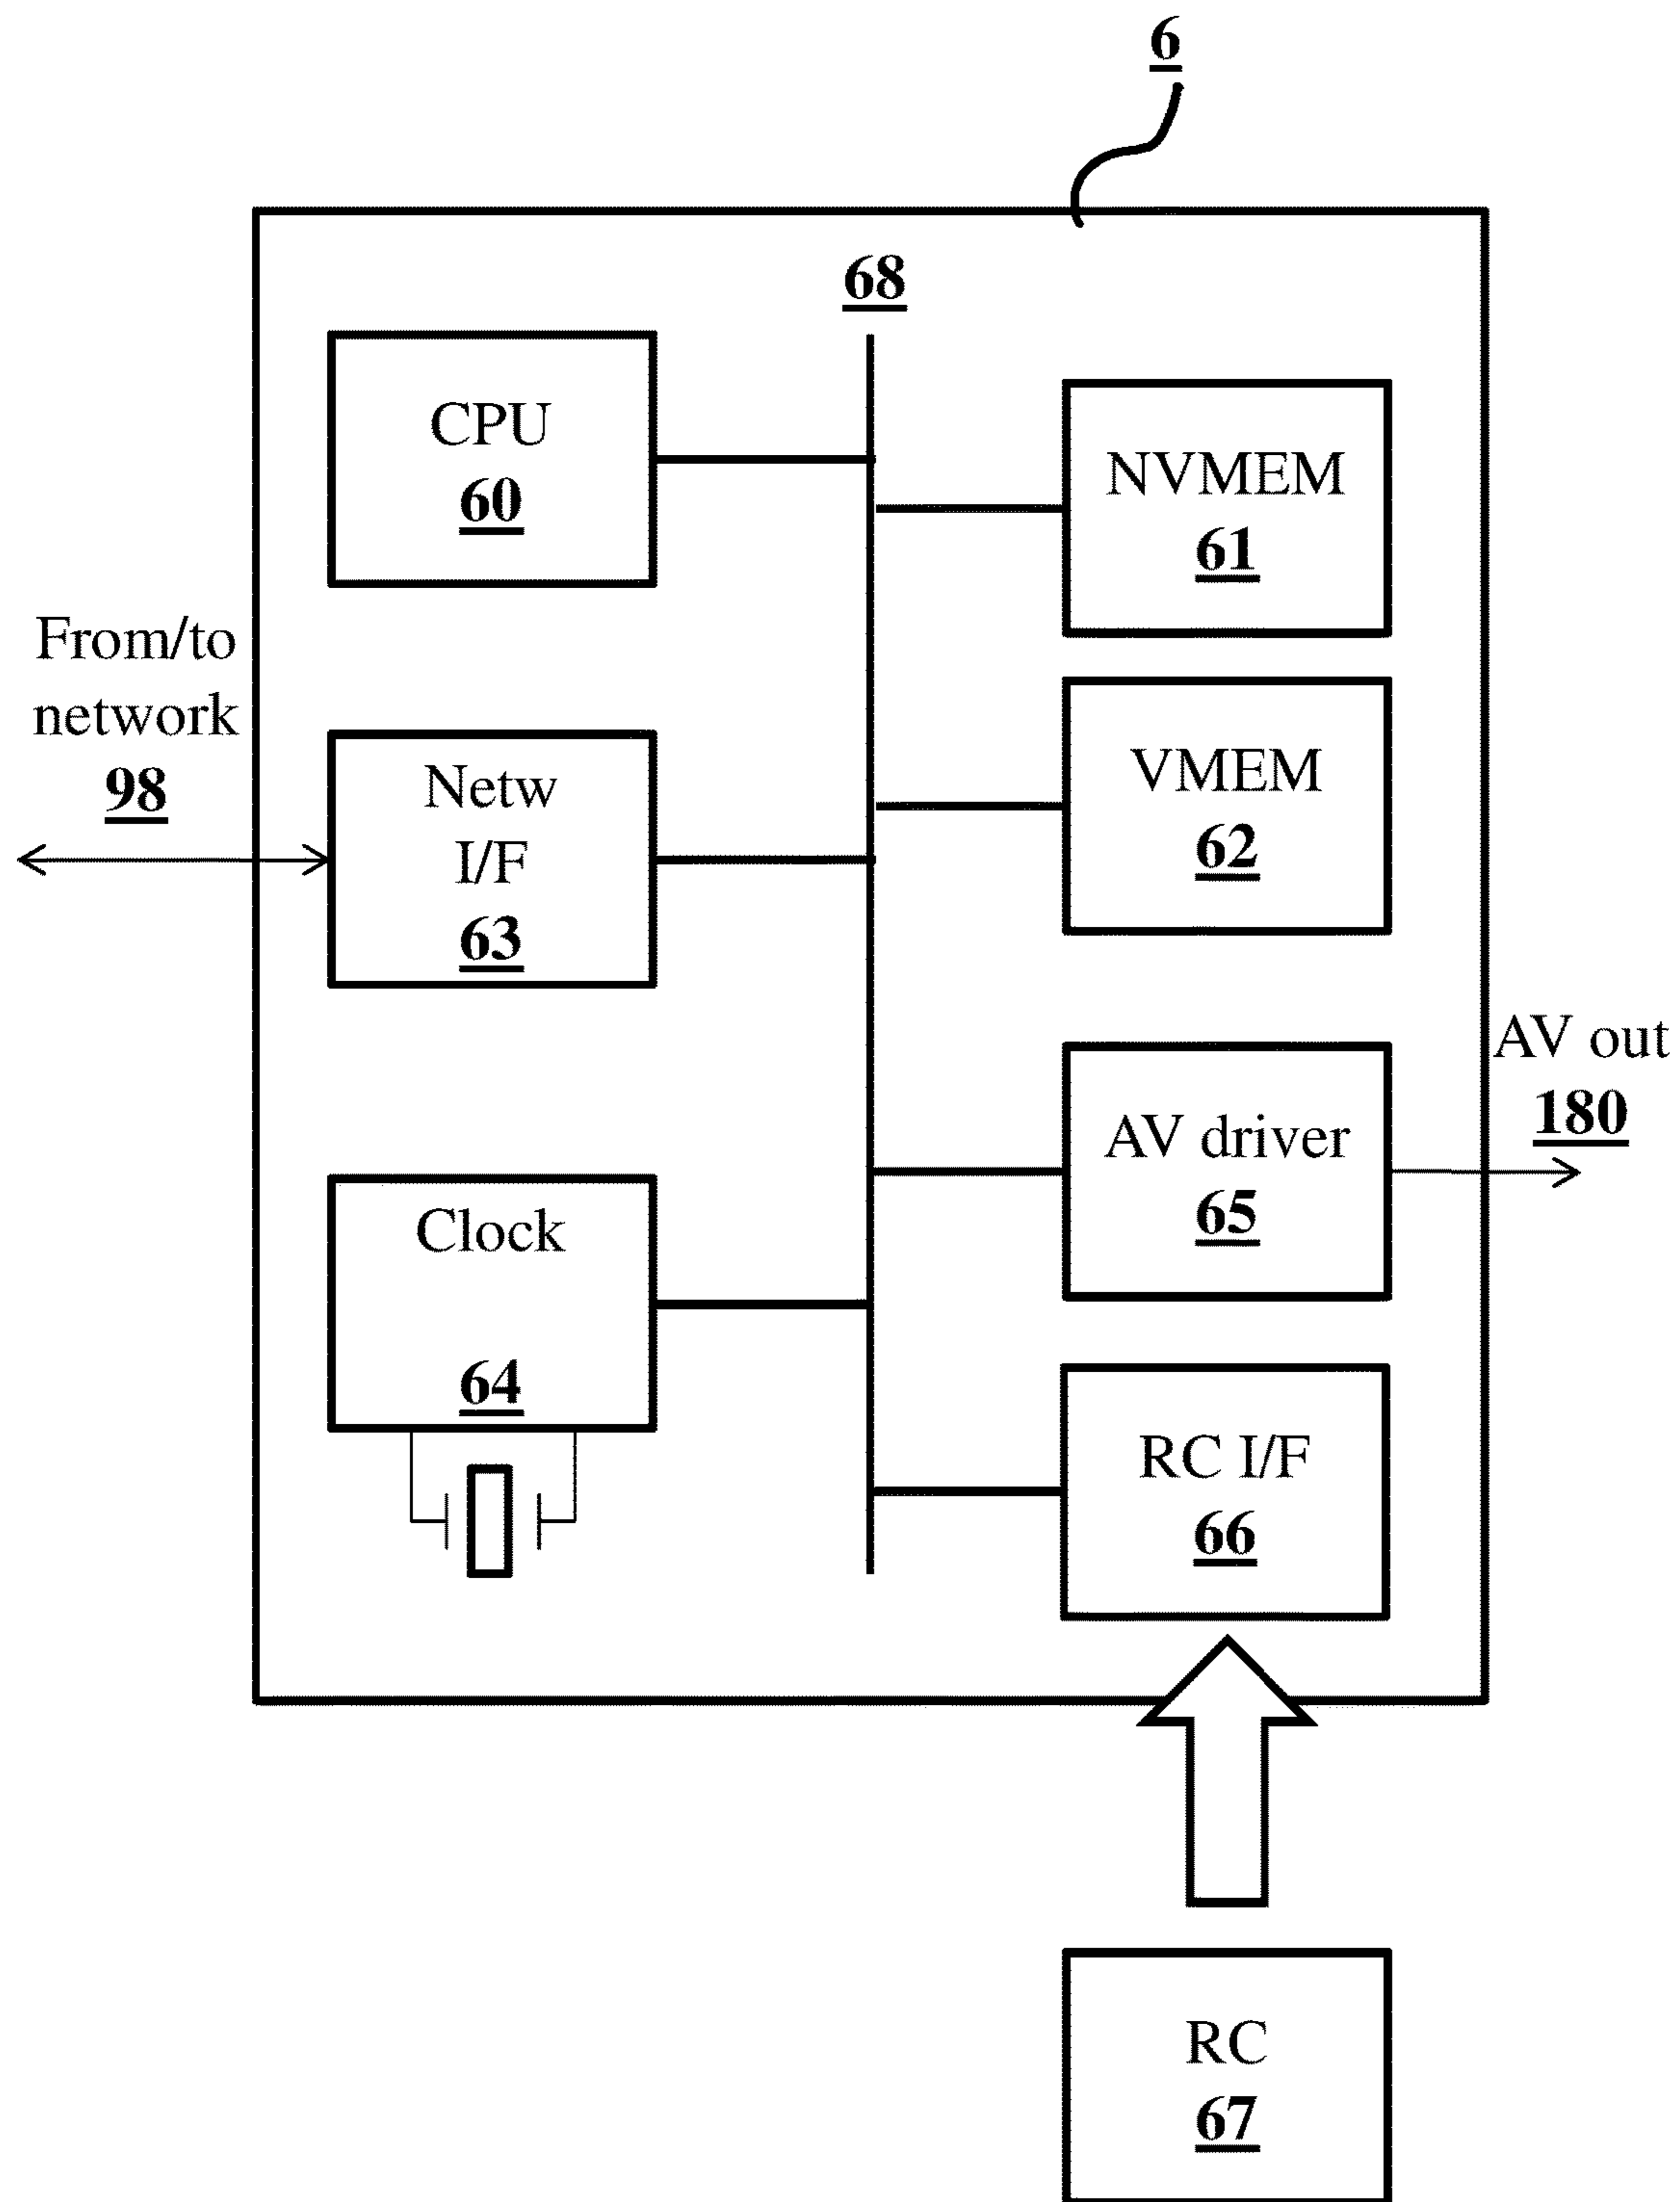 6
68
CPU
60
NVMEM
61
From/to
network
98
Netw
I/F
63
VMEM
62
AV out
180
AV driver
65
Clock
64
RC I/F
66
RC
67